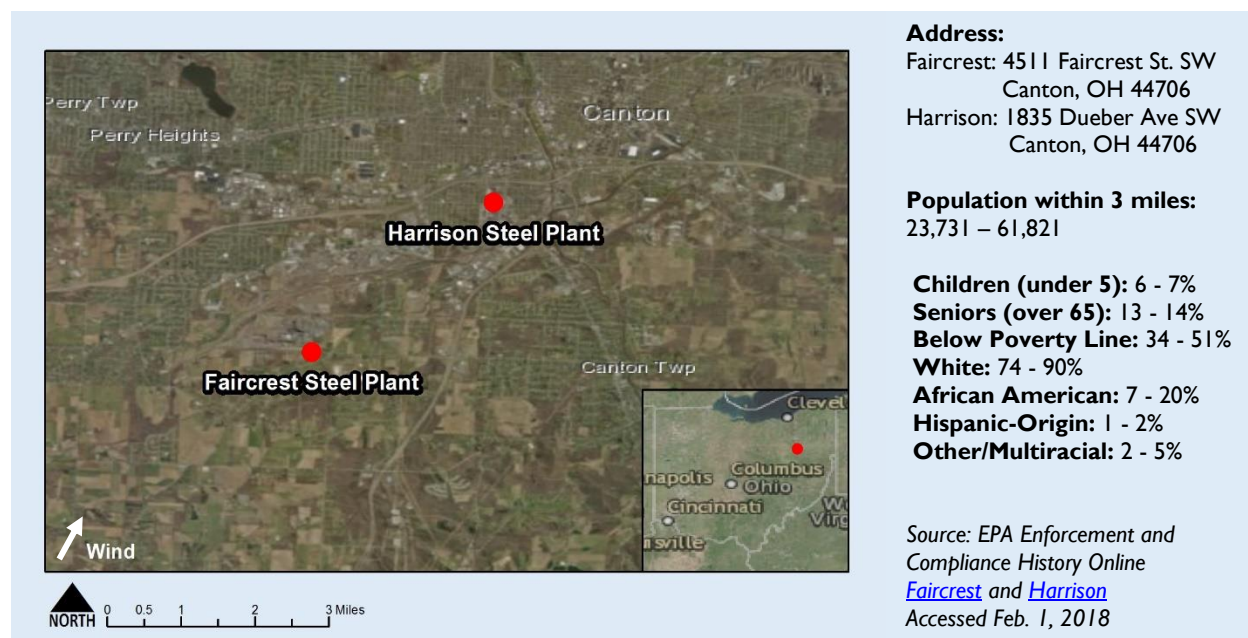 Perry Twp
Perry Heights
Canton
Harrison Steel Plant
Faircrest Steel Plant
Canton Twp
Clevel
napolis
Columbus
Ohio
Cincinnati
W
Virg
isville
Wind
NORTH
0 0.5 1 2 3 Miles
Address:
Faircrest: 4511 Faircrest St. SW
Canton, OH 44706
Harrison: 1835 Dueber Ave SW
Canton, OH 44706
Population within 3 miles:
23,731 – 61,821
Children (under 5): 6 - 7%
Seniors (over 65): 13 - 14%
Below Poverty Line: 34 - 51%
White: 74 - 90%
African American: 7 - 20%
Hispanic-Origin: 1 - 2%
Other/Multiracial: 2 - 5%
Source: EPA Enforcement and
Compliance History Online
Faircrest and Harrison
Accessed Feb. 1, 2018